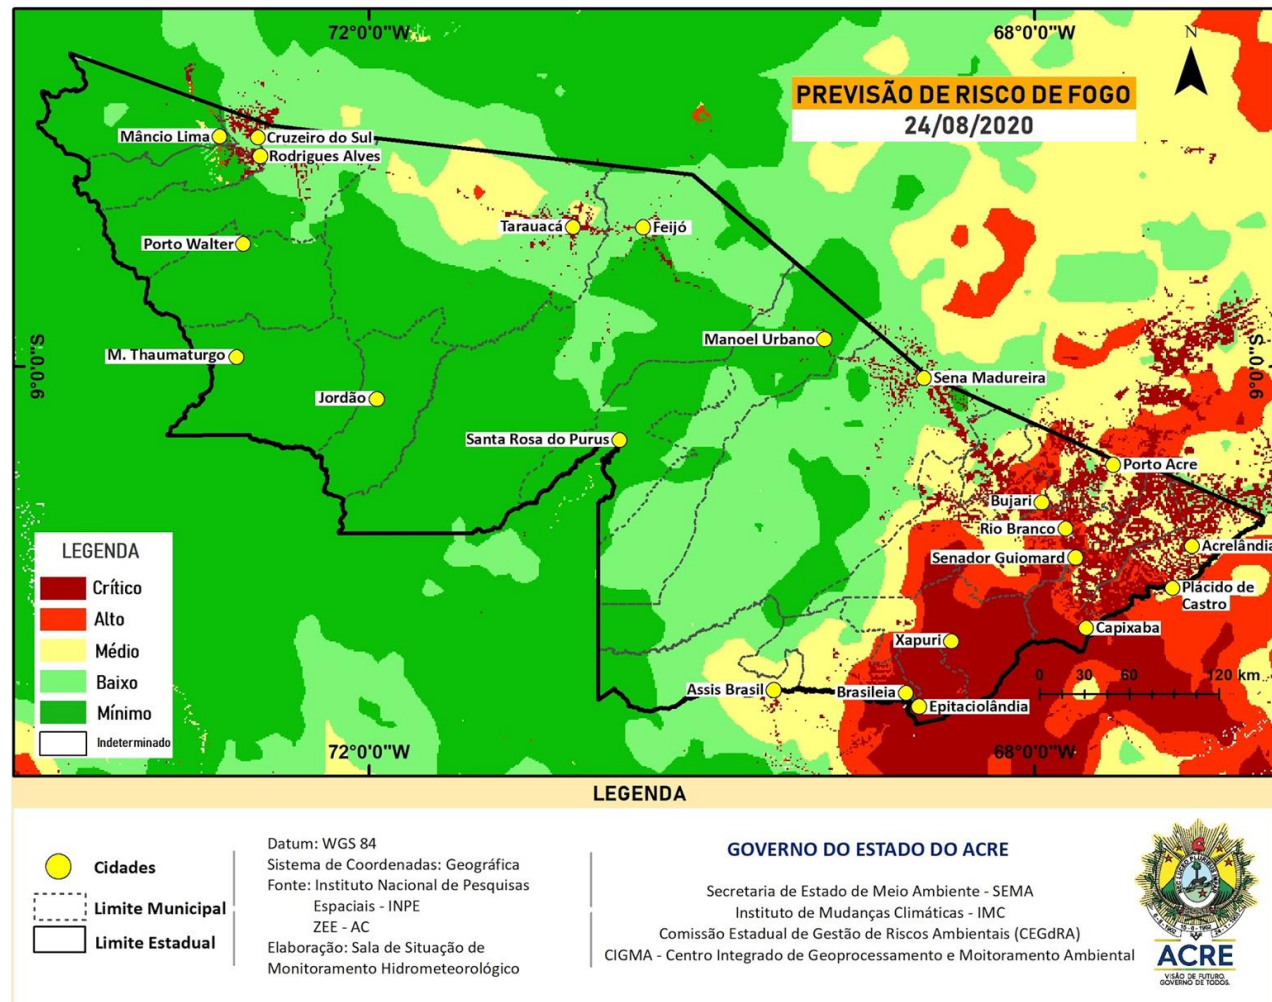 72°0'0"W
68°0'0"W
N
PREVISÃO DE RISCO DE FOGO
24/08/2020
Mâncio Lima
Cruzeiro do Sul
Rodrigues Alves
Tarauacá
Feijó
Porto Walter
Manoel Urbano
M. Thaumaturgo
Sena Madureira
9°0'0"S
9°0'0"S
Jordão
Santa Rosa do Purus
Porto Acre
Bujari
Rio Branco
Acrelândia
Senador Guiomard
Plácido de
Castro
Capixaba
Xapuri
Assis Brasil
Brasileia
Epitaciolândia
0 30 60 120 km
LEGENDA
Crítico
Alto
Médio
Baixo
Mínimo
Indeterminado
72°0'0"W
68°0'0"W
LEGENDA
Cidades
Limite Municipal
Limite Estadual
Datum: WGS 84
Sistema de Coordenadas: Geográfica
Fonte: Instituto Nacional de Pesquisas
Espaciais - INPE
ZEE - AC
Elaboração: Sala de Situação de
Monitoramento Hidrometeorológico
GOVERNO DO ESTADO DO ACRE
Secretaria de Estado de Meio Ambiente - SEMA
Instituto de Mudanças Climáticas - IMC
Comissão Estadual de Gestão de Riscos Ambientais (CEGdRA)
CIGMA - Centro Integrado de Geoprocessamento e Moitoramento Ambiental
ACRE
VISÃO DE FUTURO.
GOVERNO DE TODOS.